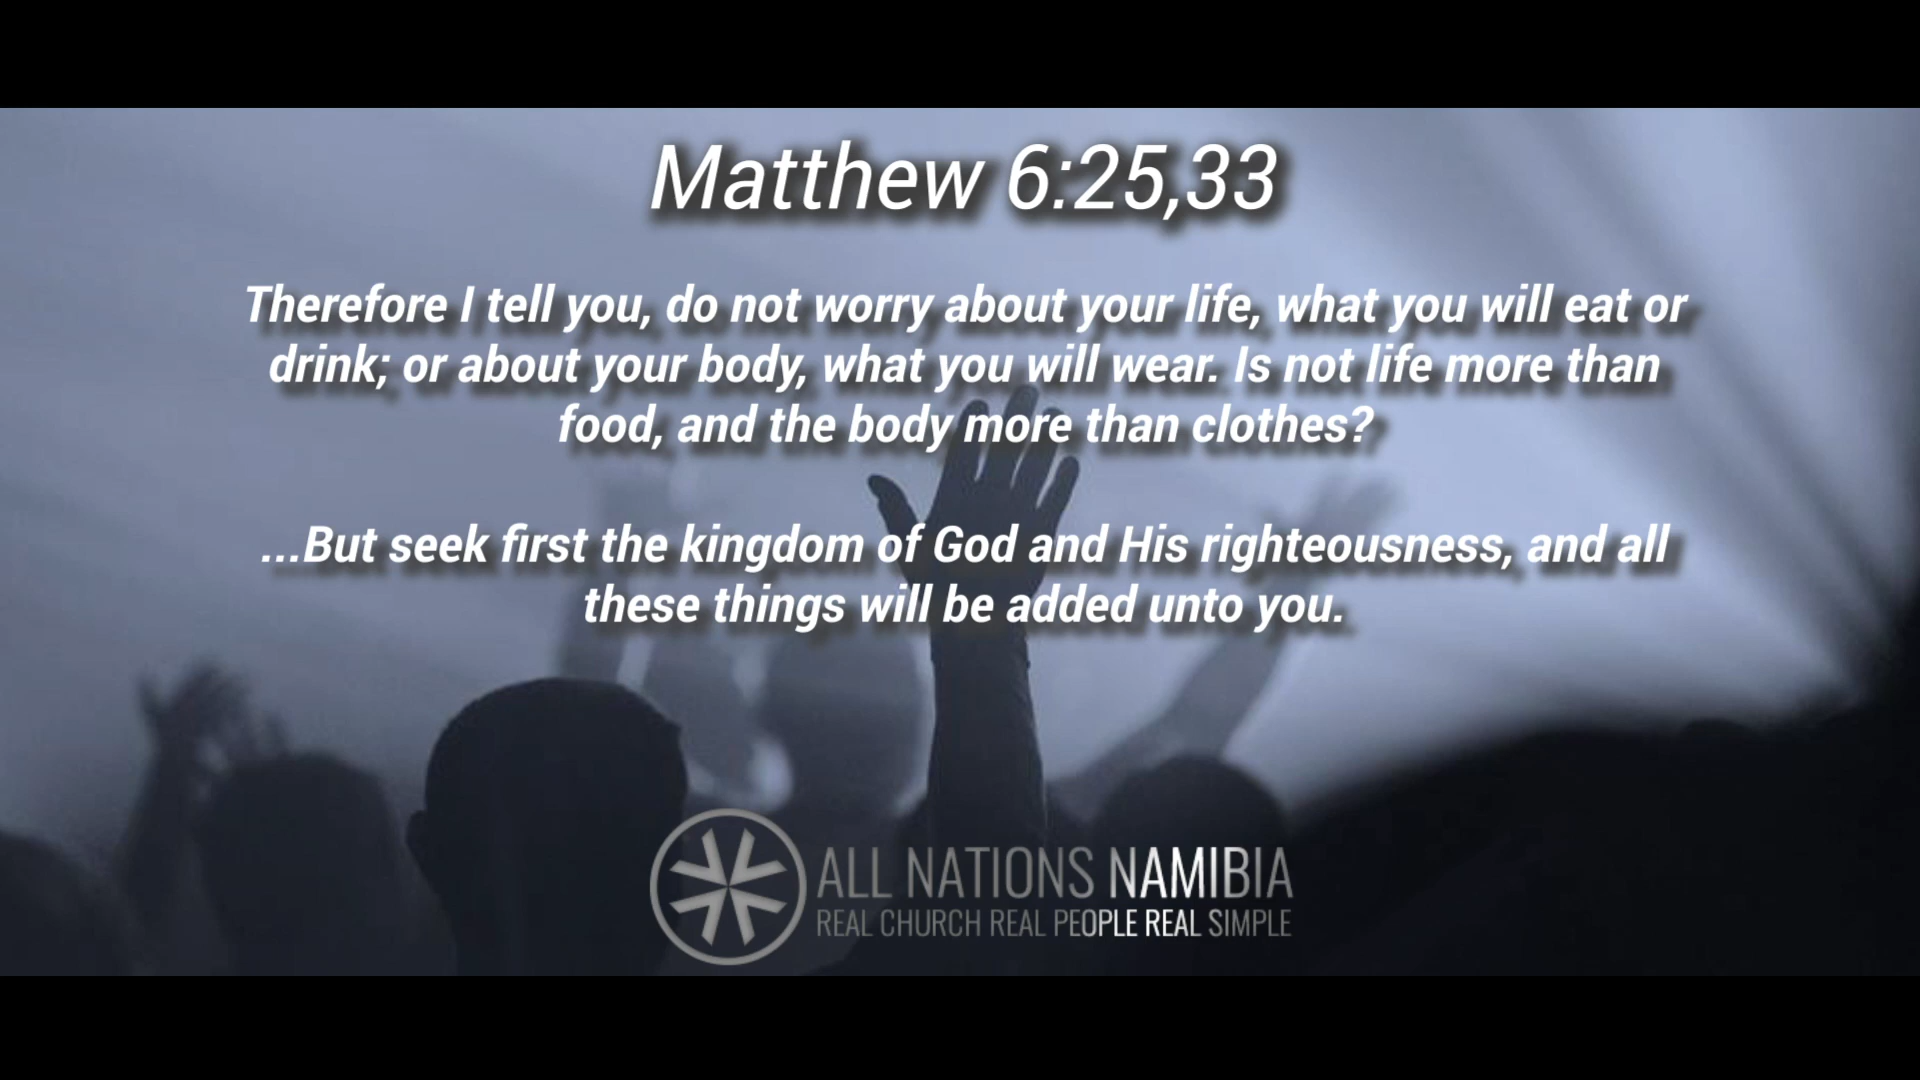 Matthew 6:25,33
Therefore I tell you, do not worry about your life, what you will eat or
drink; or about your body, what you will wear. Is not life more than
food, and the body more than clothes?
...But seek first the kingdom of God and His righteousness, and all
these things will be added unto you.
ALL NATIONS NAMIBIA
REAL CHURCH REAL PEOPLE REAL SIMPLE